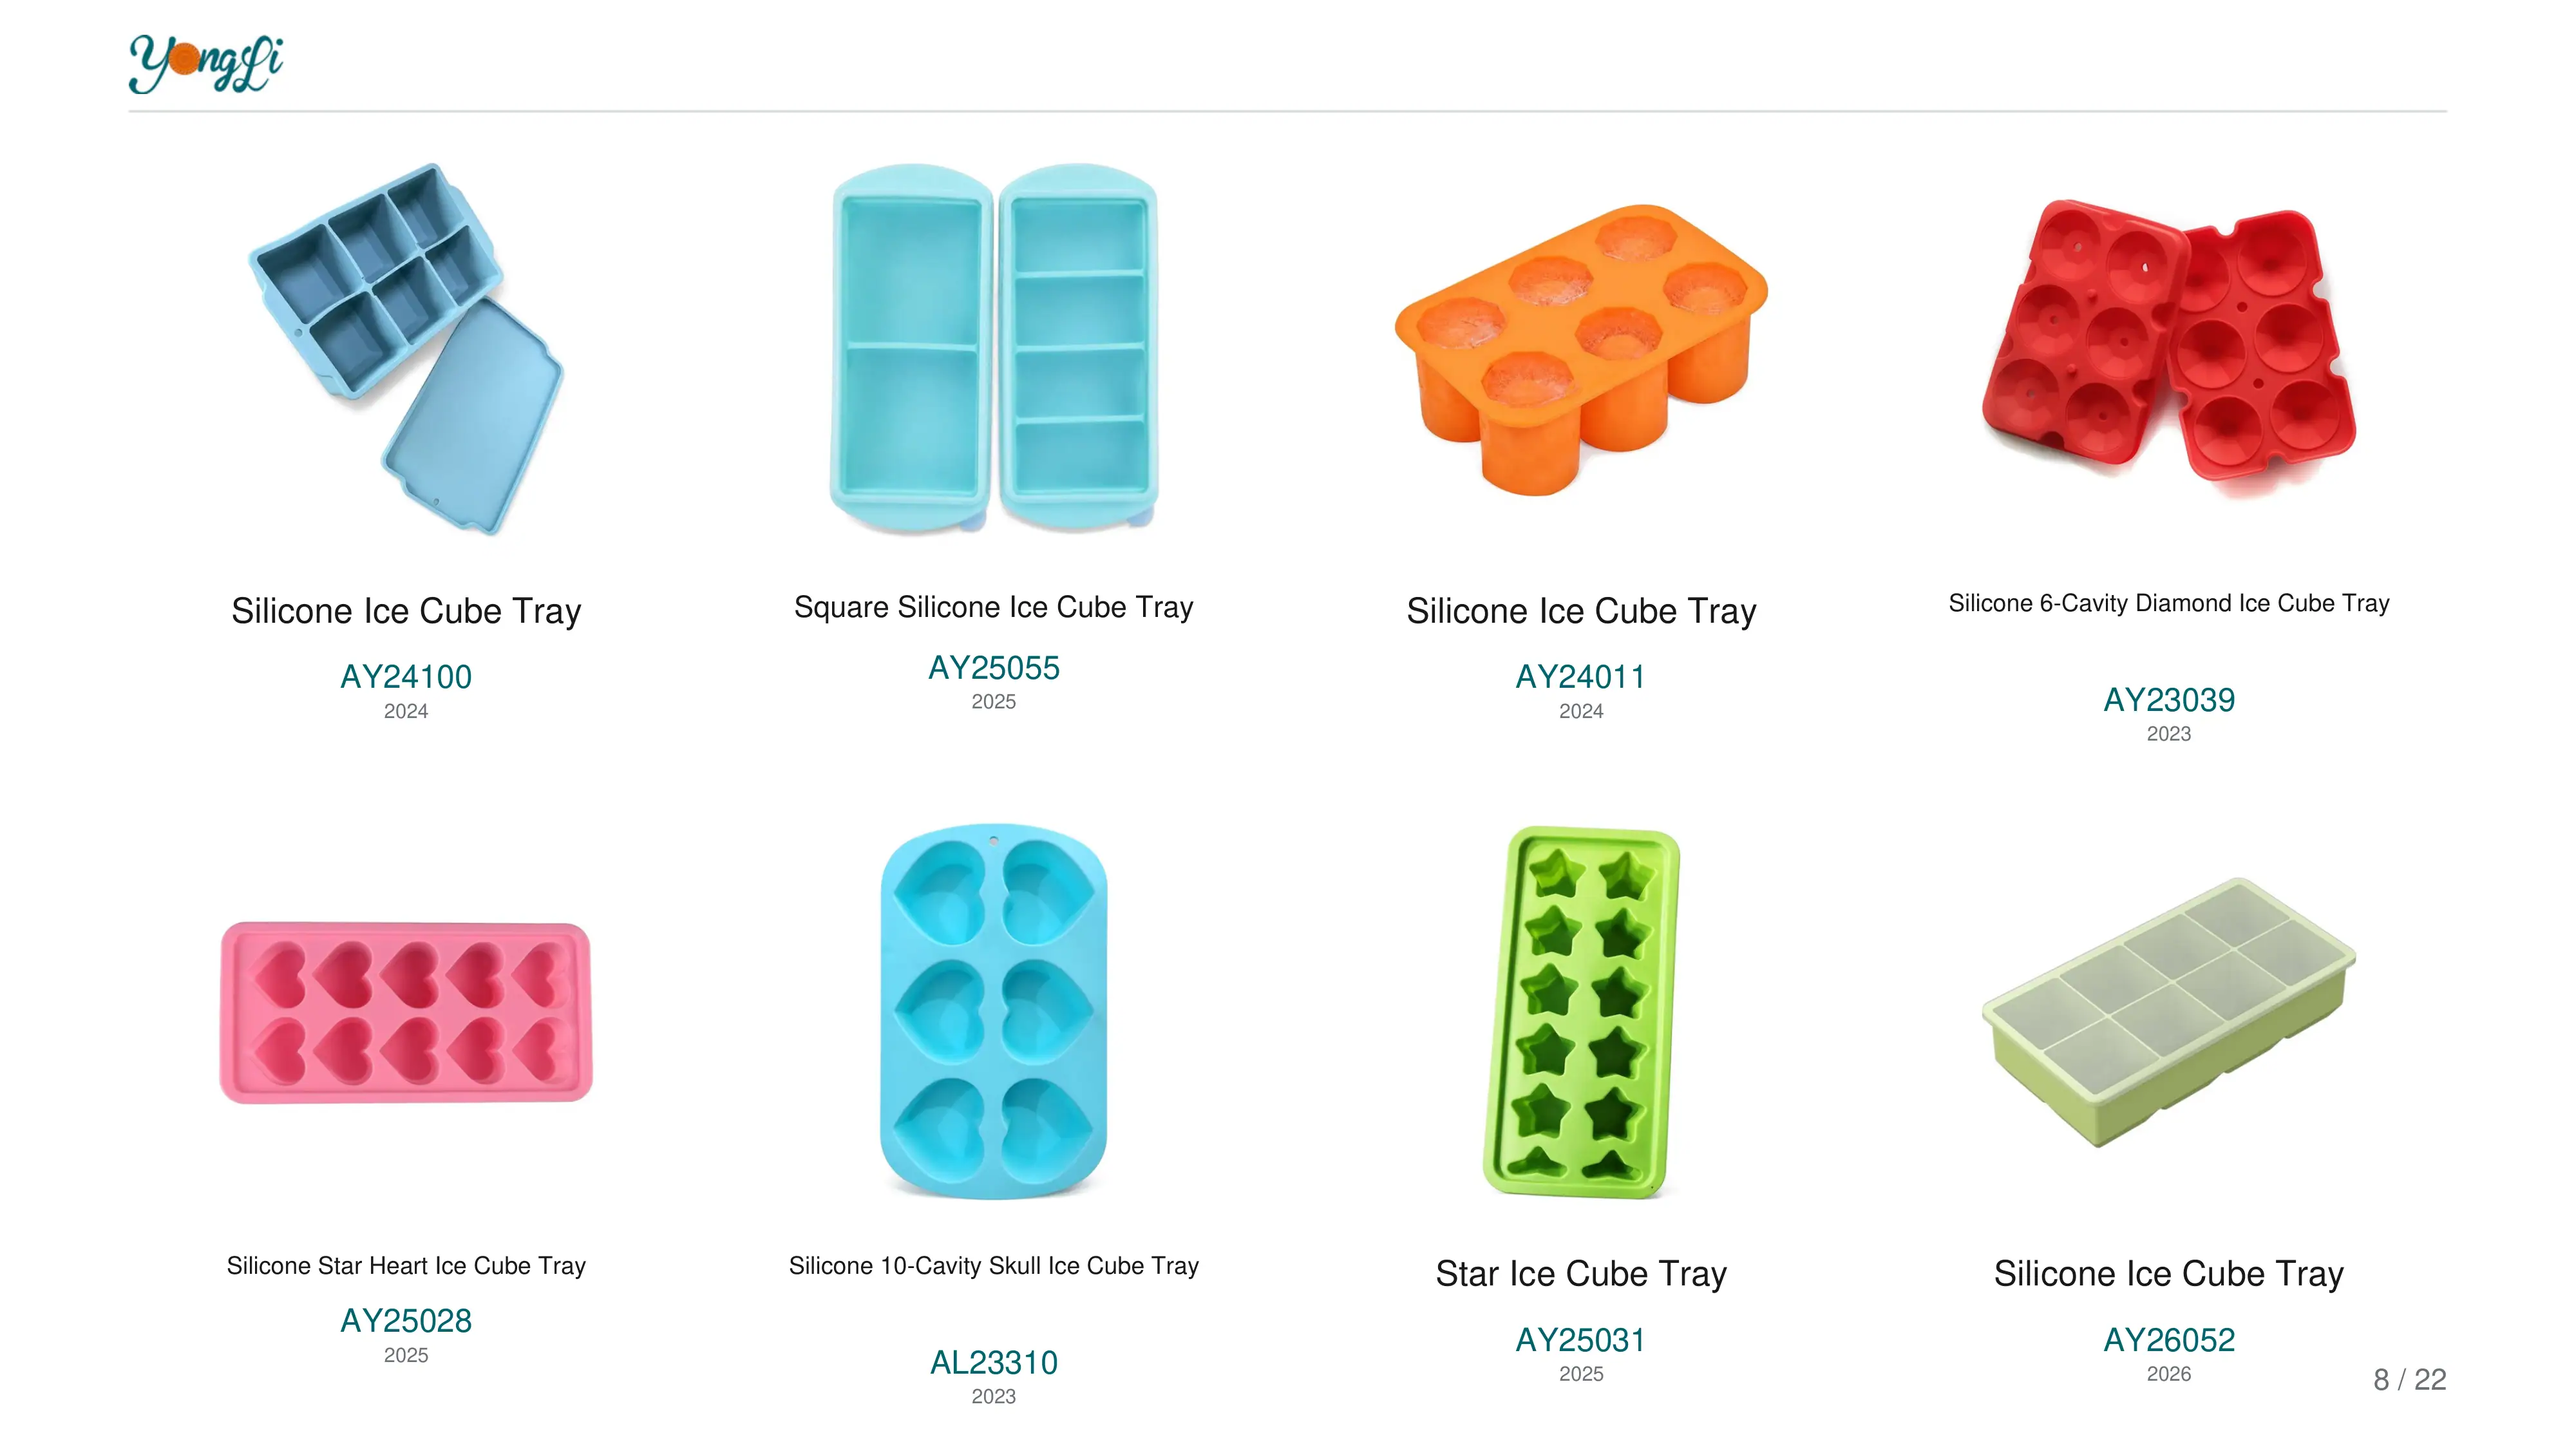 YongLi
Silicone Ice Cube Tray
AY24100
2024
Square Silicone Ice Cube Tray
AY25055
2025
Silicone Ice Cube Tray
AY24011
2024
Silicone 6-Cavity Diamond Ice Cube Tray
AY23039
2023
Silicone Star Heart Ice Cube Tray
AY25028
2025
Silicone 10-Cavity Skull Ice Cube Tray
AL23310
2023
Star Ice Cube Tray
AY25031
2025
Silicone Ice Cube Tray
AY26052
2026
8 / 22